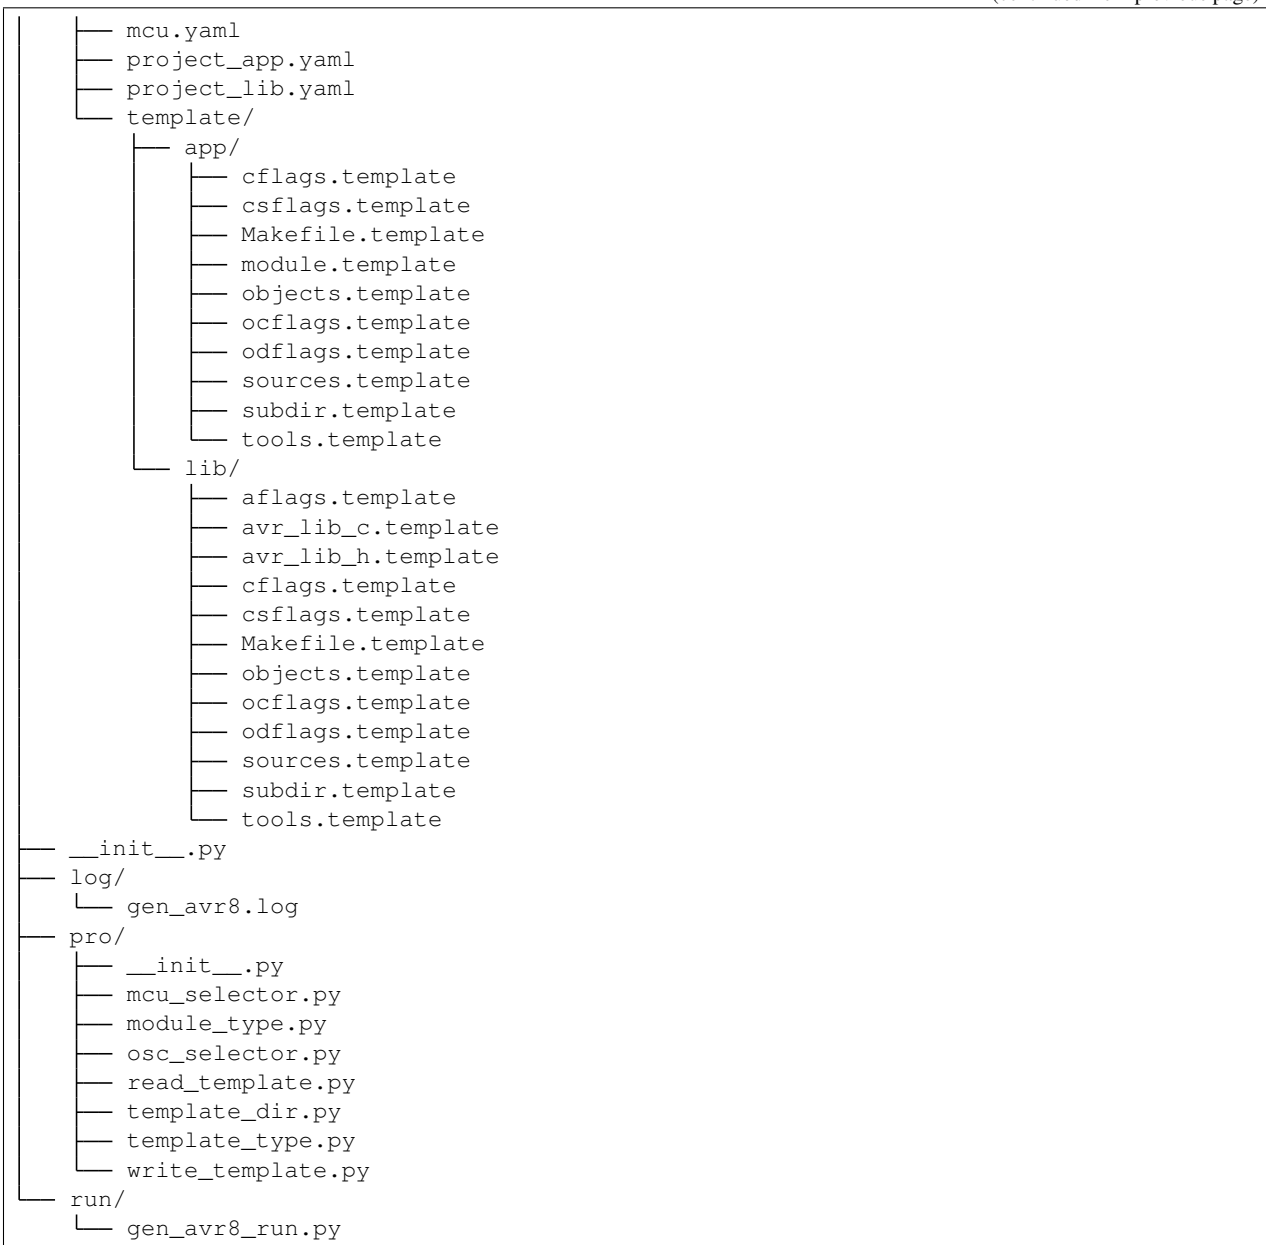 │   ├── mcu.yaml
│   ├── project_app.yaml
│   ├── project_lib.yaml
│   └── template/
│       ├── app/
│       │   ├── cflags.template
│       │   ├── csflags.template
│       │   ├── Makefile.template
│       │   ├── module.template
│       │   ├── objects.template
│       │   ├── ocflags.template
│       │   ├── odflags.template
│       │   ├── sources.template
│       │   ├── subdir.template
│       │   └── tools.template
│       └── lib/
│           ├── aflags.template
│           ├── avr_lib_c.template
│           ├── avr_lib_h.template
│           ├── cflags.template
│           ├── csflags.template
│           ├── Makefile.template
│           ├── objects.template
│           ├── ocflags.template
│           ├── odflags.template
│           ├── sources.template
│           ├── subdir.template
│           └── tools.template
├── __init__.py
├── log/
│   └── gen_avr8.log
├── pro/
│   ├── __init__.py
│   ├── mcu_selector.py
│   ├── module_type.py
│   ├── osc_selector.py
│   ├── read_template.py
│   ├── template_dir.py
│   ├── template_type.py
│   └── write_template.py
└── run/
    └── gen_avr8_run.py